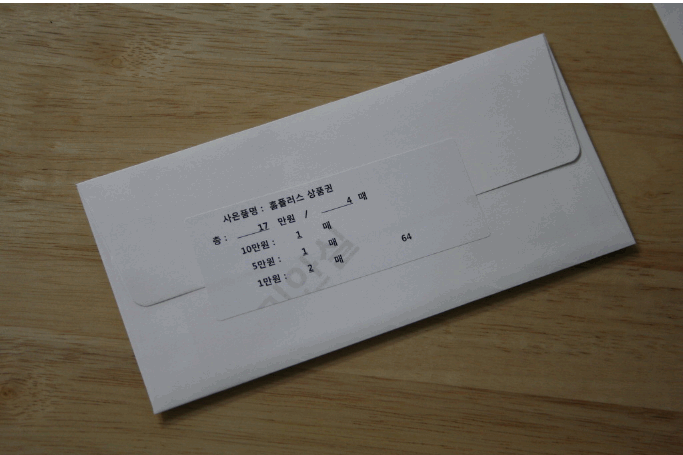 사은품명 : 홈플러스 상품권
총 : 17 만원 / 4 매
10만원 : 1 매
5만원 : 1 매
1만원 : 2 매
64